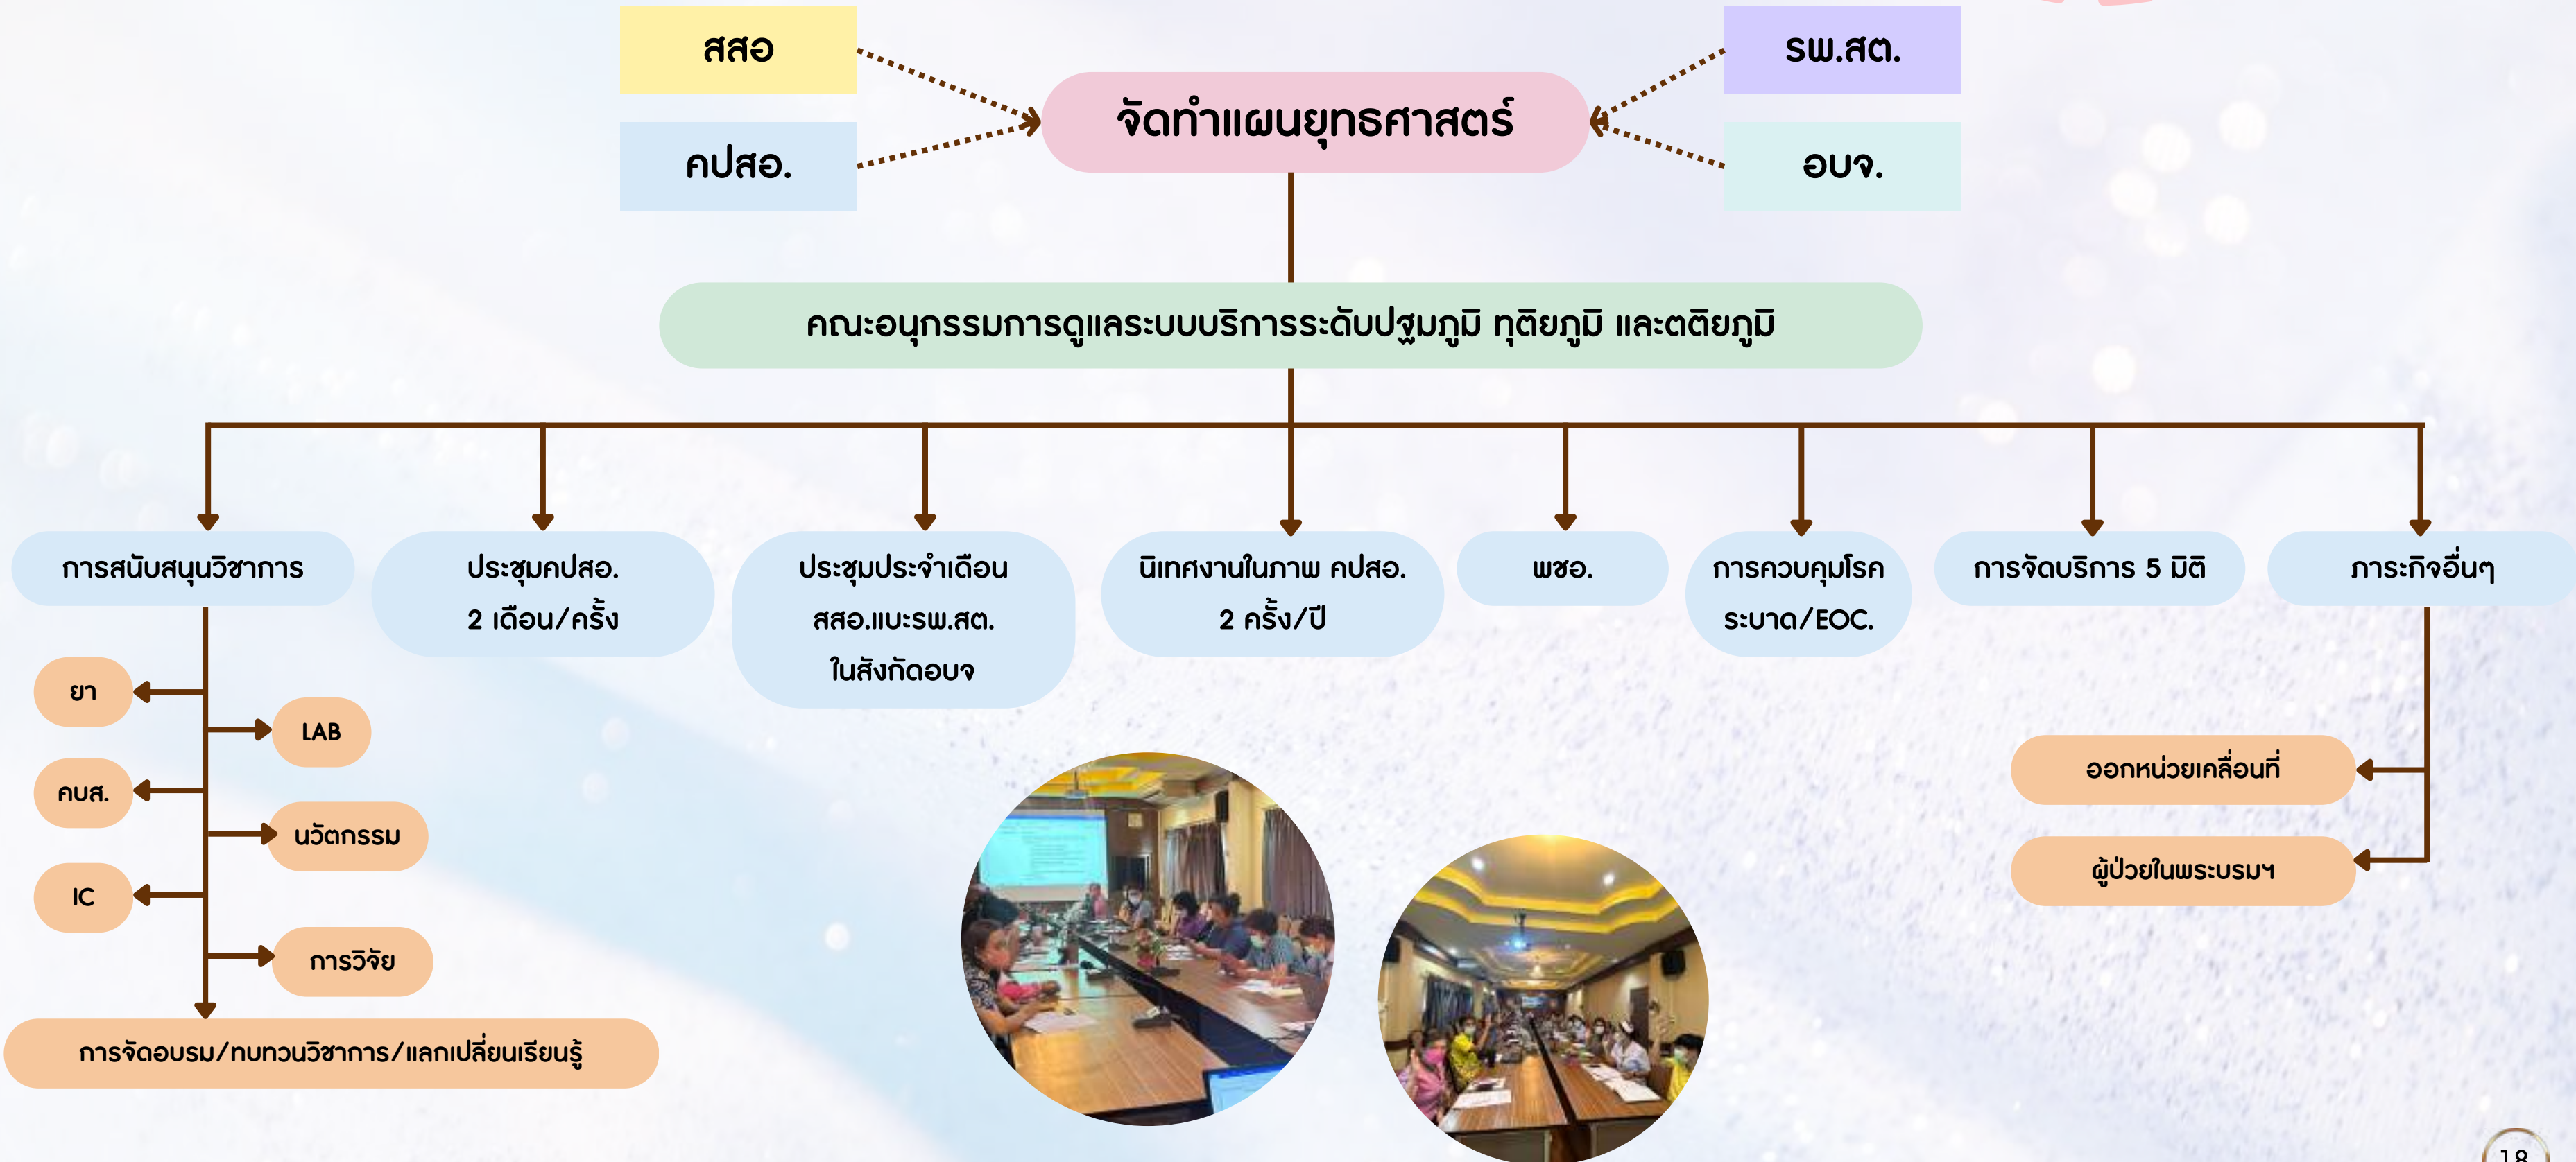 สสอ
รพ.สต.
จัดทำแผนยุทธศาสตร์
คปสอ.
อบจ.
คณะอนุกรรมการดูแลระบบบริการระดับปฐมภูมิ ทุติยภูมิ และตติยภูมิ
การสนับสนุนวิชาการ
ประชุมคปสอ.
2 เดือน/ครั้ง
ประชุมประจำเดือน
สสอ.แบะรพ.สต.
ในสังกัดอบจ
นิเทศงานในภาพ คปสอ.
2 ครั้ง/ปี
พชอ.
การควบคุมโรค
ระบาด/EOC.
การจัดบริการ 5 มิติ
ภาระกิจอื่นๆ
ยา
LAB
คบส.
นวัตกรรม
IC
การวิจัย
การจัดอบรม/ทบทวนวิชาการ/แลกเปลี่ยนเรียนรู้
ออกหน่วยเคลื่อนที่
ผู้ป่วยในพระบรมฯ
18